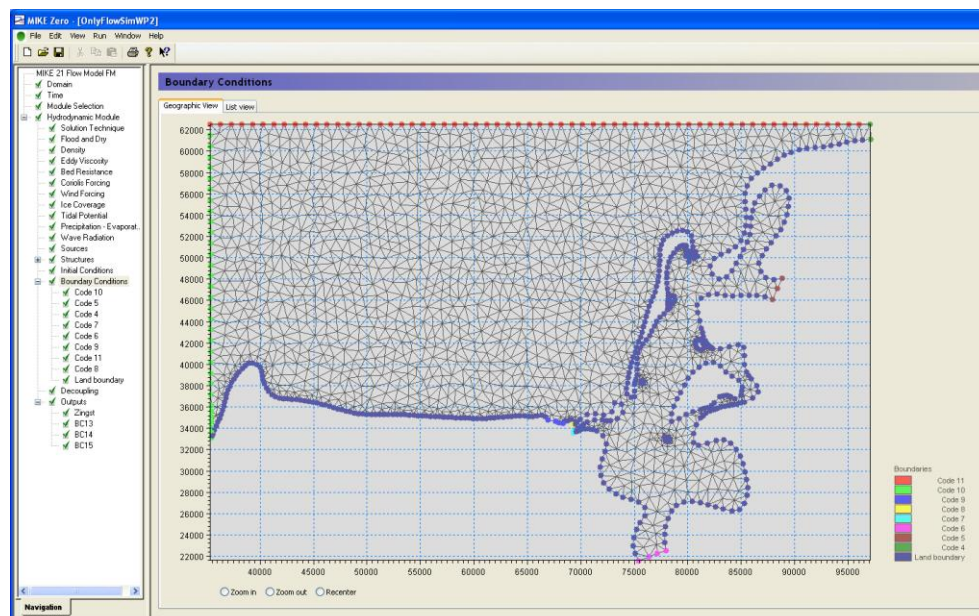 MIKE Zero - [OnlyFlowSimWP2]
File Edit View Run Window Help
MIKE 21 Flow Model FM
Domain
Time
Module Selection
Hydrodynamic Module
Solution Technique
Flood and Dry
Density
Eddy Viscosity
Bed Resistance
Coriolis Forcing
Wind Forcing
Ice Coverage
Tidal Potential
Precipitation - Evaporat..
Wave Radiation
Sources
Structures
Initial Conditions
Boundary Conditions
Code 10
Code 5
Code 4
Code 7
Code 6
Code 9
Code 11
Code 8
Land boundary
Decoupling
Outputs
Zingst
BC13
BC14
BC15
Navigation
Boundary Conditions
Geographic View List view
62000
60000
58000
56000
54000
52000
50000
48000
46000
44000
42000
40000
38000
36000
34000
32000
30000
28000
26000
24000
22000
40000 45000 50000 55000 60000 65000 70000 75000 80000 85000 90000 95000
Boundaries
Code 11
Code 10
Code 9
Code 8
Code 7
Code 6
Code 5
Code 4
Land boundary
Zoom in Zoom out Recenter